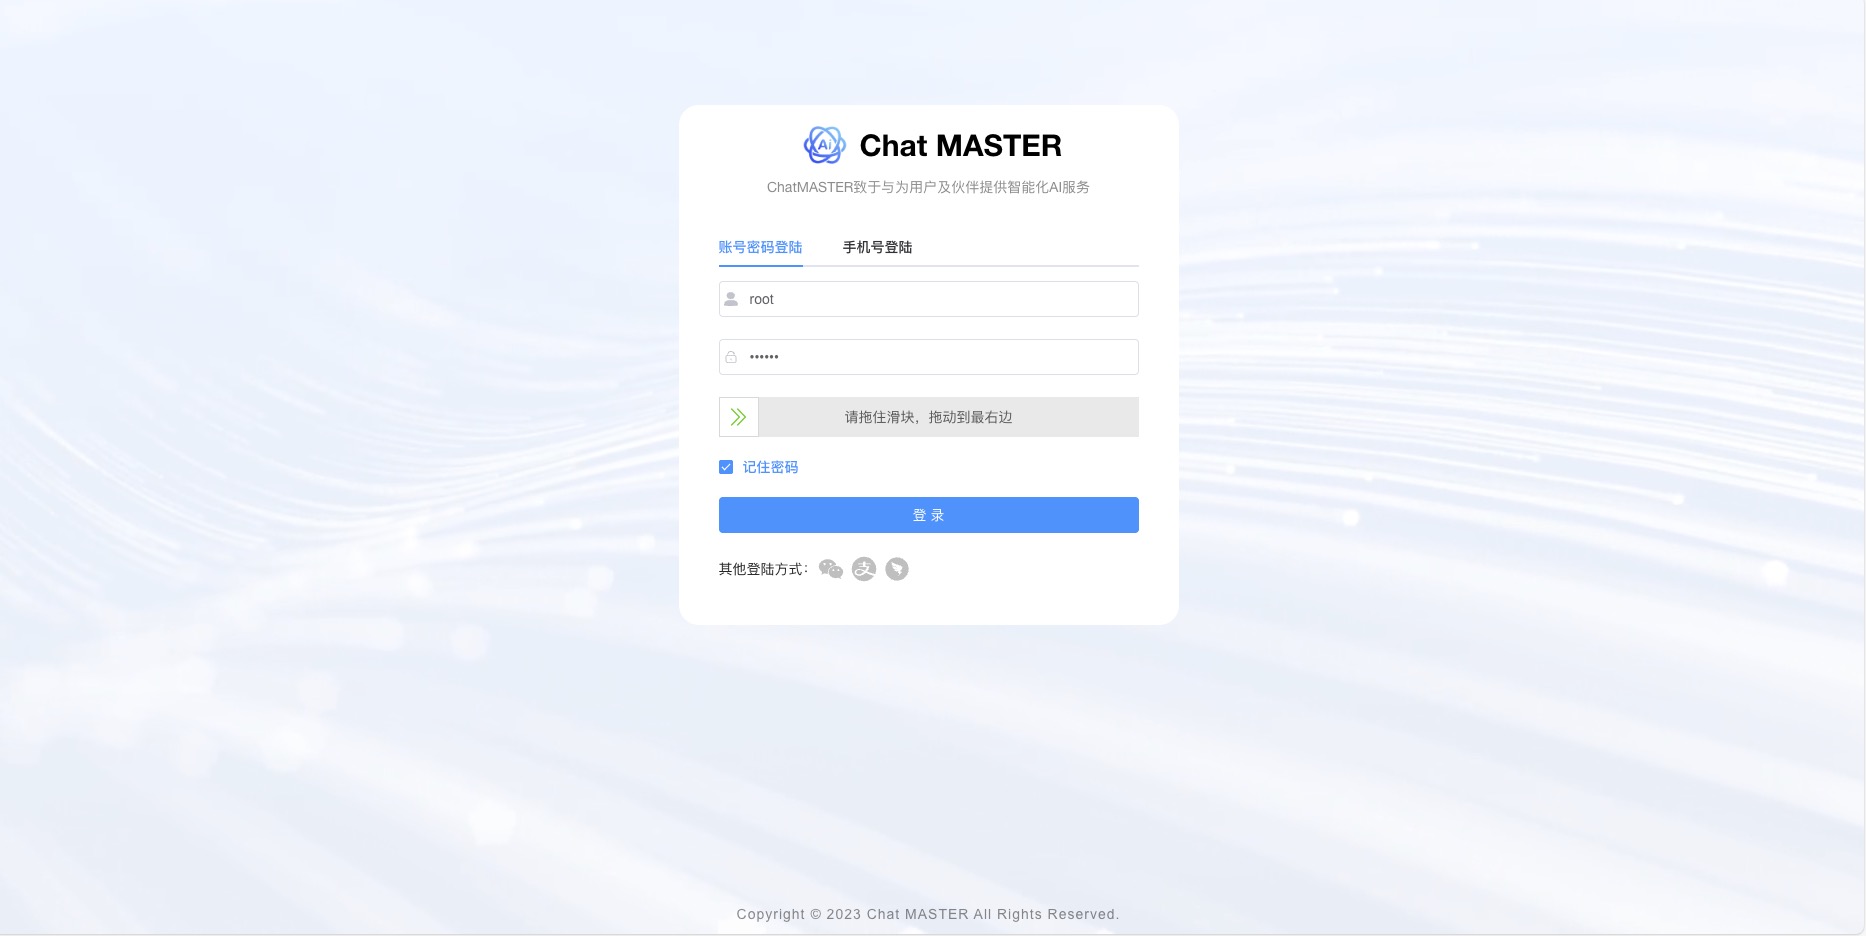 Ai Chat MASTER
ChatMASTER致于与为用户及伙伴提供智能化AI服务
账号密码登陆 手机号登陆
root
••••••
请拖住滑块，拖动到最右边
记住密码
登 录
其他登陆方式： 支
Copyright © 2023 Chat MASTER All Rights Reserved.